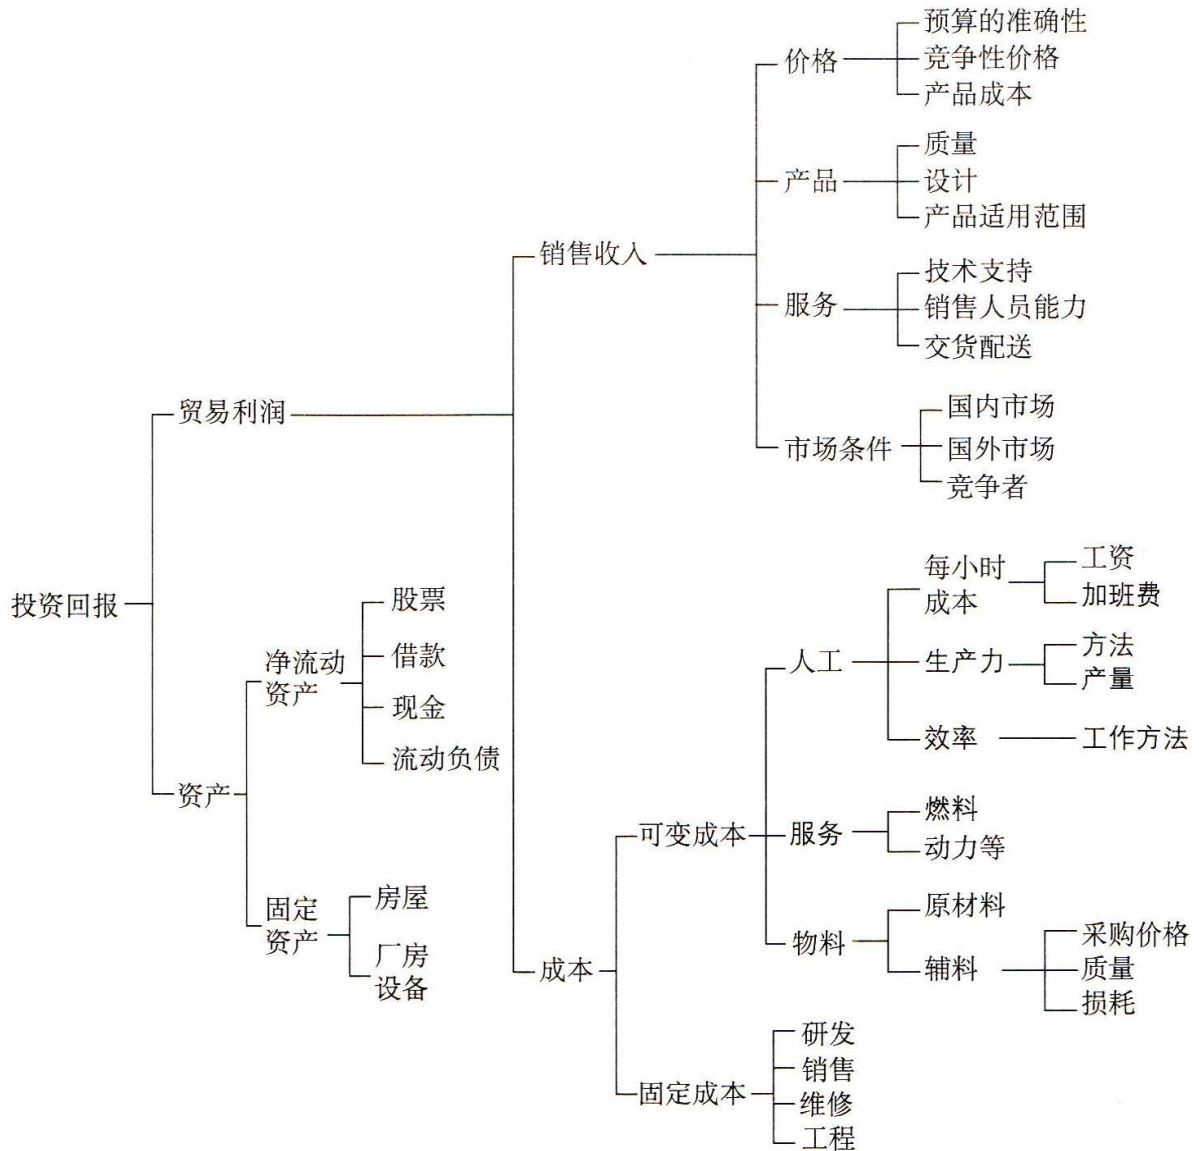 投资回报
贸易利润
销售收入
价格
预算的准确性
竞争性价格
产品成本
产品
质量
设计
产品适用范围
服务
技术支持
销售人员能力
交货配送
市场条件
国内市场
国外市场
竞争者
成本
可变成本
人工
每小时
成本
工资
加班费
生产力
方法
产量
效率
工作方法
服务
燃料
动力等
物料
原材料
辅料
采购价格
质量
损耗
固定成本
研发
销售
维修
工程
资产
净流动
资产
股票
借款
现金
流动负债
固定
资产
房屋
厂房
设备